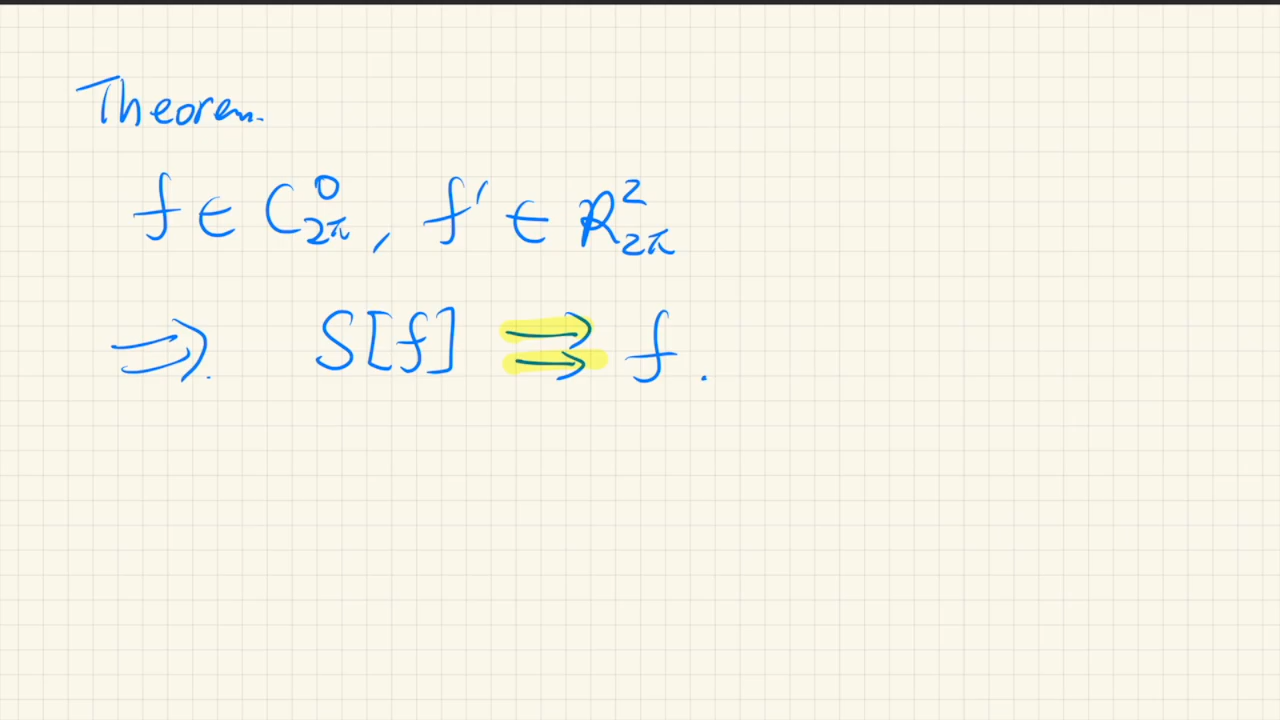 Theorem.
f ∈ C⁰₂π, f′ ∈ R²₂π
⇒. S[f] ⇉ f.